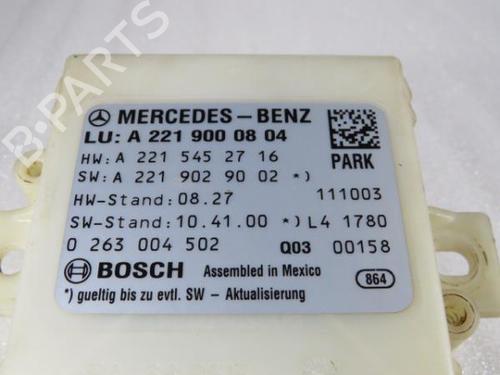 MERCEDES-BENZ
LU: A 221 900 08 04
HW: A 221 545 27 16
PARK
SW: A 221 902 90 02 *)
HW-Stand: 08.27 111003
SW-Stand: 10.41.00 *) L4 1780
0 263 004 502 Q03 00158
BOSCH Assembled in Mexico 864
*) gueltig bis zu evtl. SW - Aktualisierung
B-PARTS